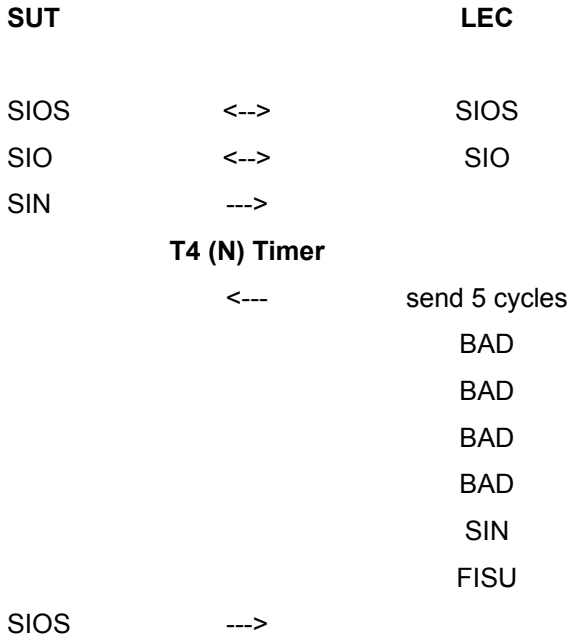 SUT LEC
SIOS <--> SIOS
SIO <--> SIO
SIN --->
T4 (N) Timer
<--- send 5 cycles
BAD
BAD
BAD
BAD
SIN
FISU
SIOS --->